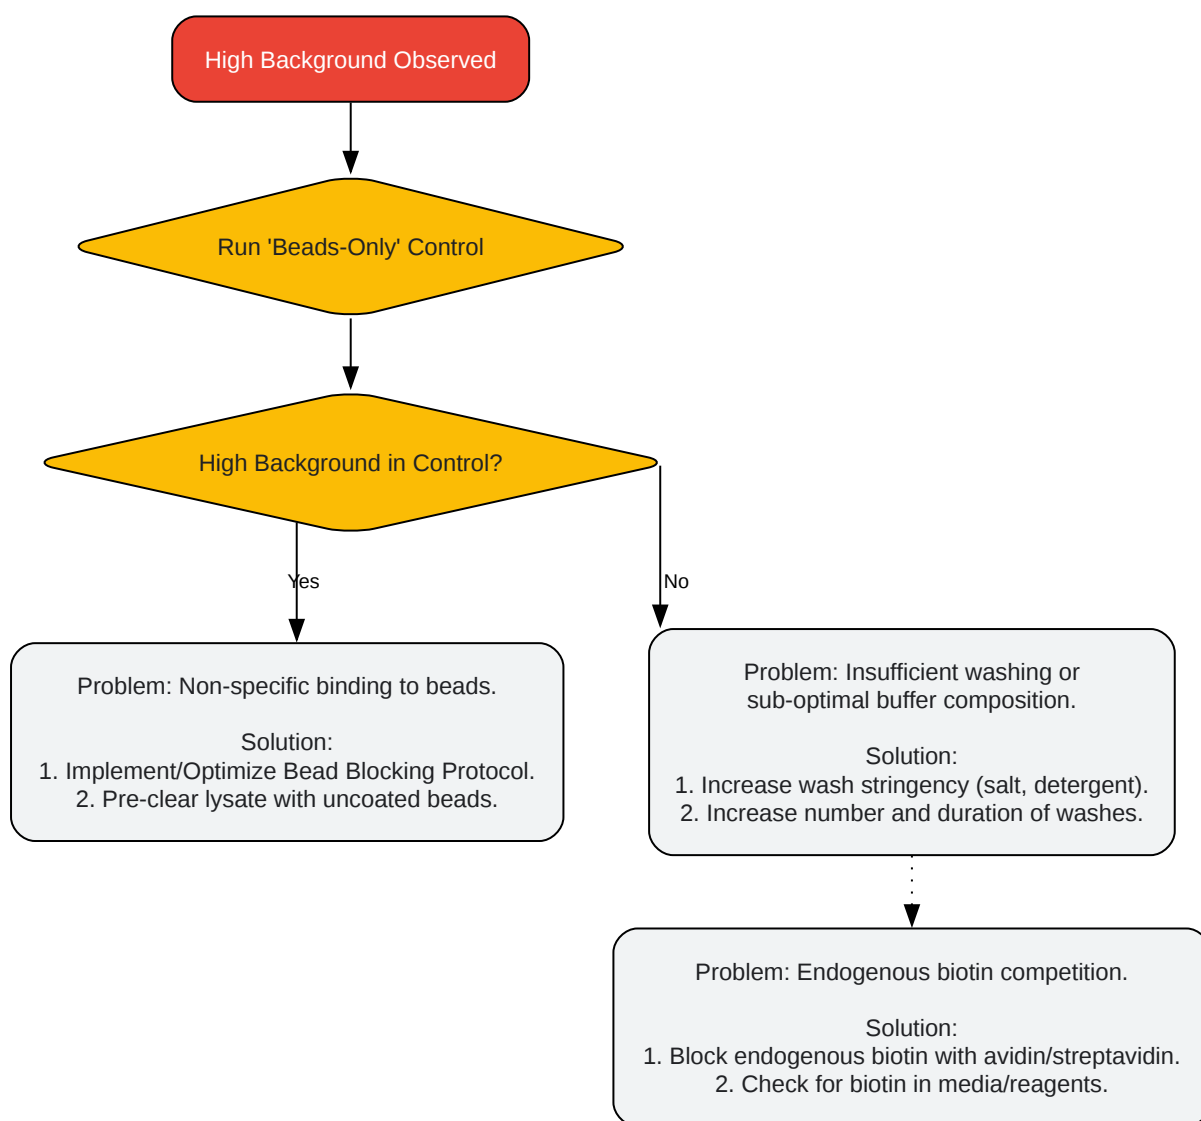 High Background Observed
Run 'Beads-Only' Control
High Background in Control?
Yes
No
Problem: Non-specific binding to beads.
Solution:
1. Implement/Optimize Bead Blocking Protocol.
2. Pre-clear lysate with uncoated beads.
Problem: Insufficient washing or
sub-optimal buffer composition.
Solution:
1. Increase wash stringency (salt, detergent).
2. Increase number and duration of washes.
Problem: Endogenous biotin competition.
Solution:
1. Block endogenous biotin with avidin/streptavidin.
2. Check for biotin in media/reagents.